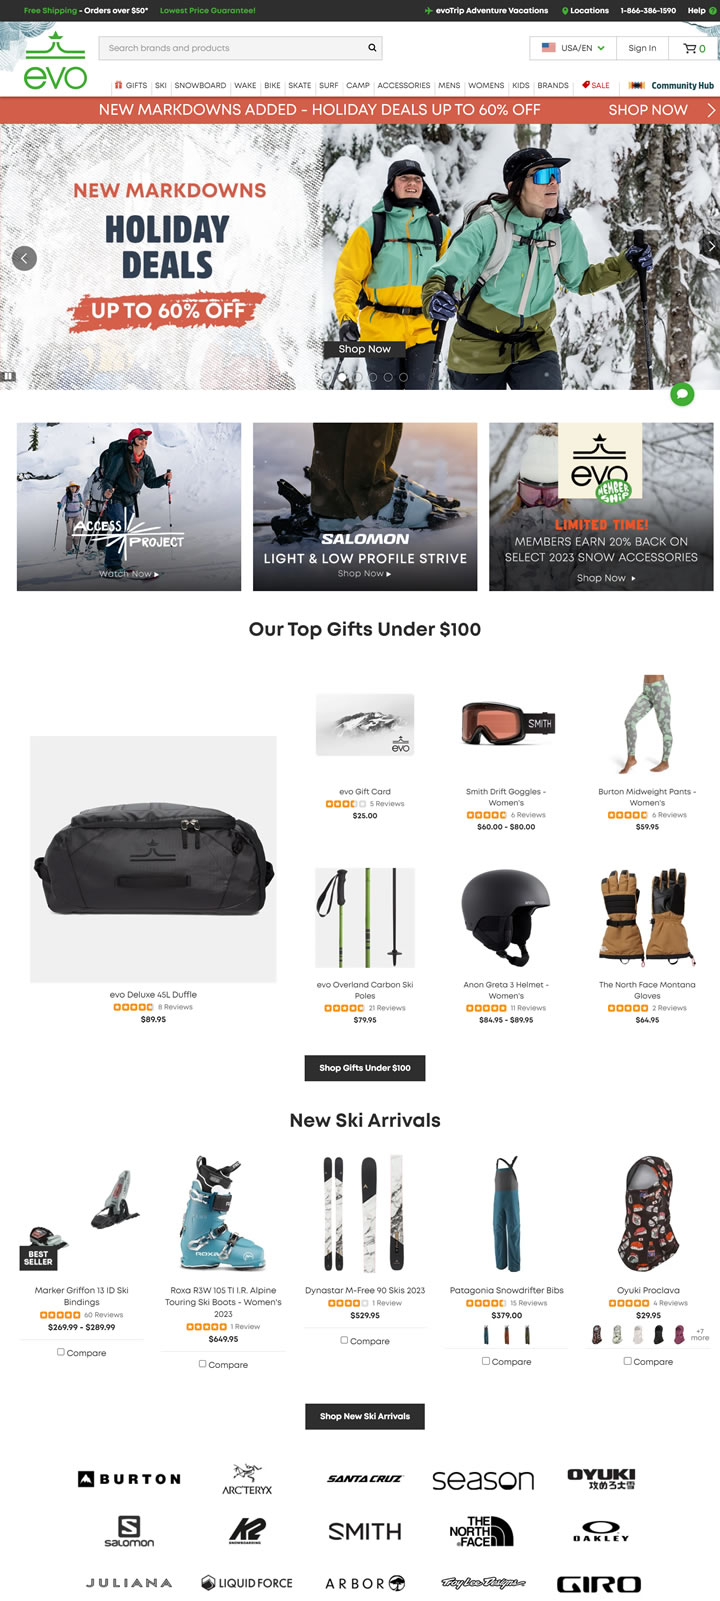 Free Shipping - Orders over $50* Lowest Price Guarantee!
evoTrip Adventure Vacations Locations 1-866-386-1590 Help
evo
Search brands and products
USA/EN Sign In 0
GIFTS SKI SNOWBOARD WAKE BIKE SKATE SURF CAMP ACCESSORIES MENS WOMENS KIDS BRANDS SALE Community Hub
NEW MARKDOWNS ADDED - HOLIDAY DEALS UP TO 60% OFF SHOP NOW
NEW MARKDOWNS
HOLIDAY
DEALS
UP TO 60% OFF
Shop Now
ACCESS
PROJECT
Watch Now
SALOMON
LIGHT & LOW PROFILE STRIVE
Shop Now
evo
MEMBER
SHIP
LIMITED TIME!
MEMBERS EARN 20% BACK ON
SELECT 2023 SNOW ACCESSORIES
Shop Now
Our Top Gifts Under $100
evo Deluxe 45L Duffle
8 Reviews
$89.95
evo
evo Gift Card
5 Reviews
$25.00
SMITH
Smith Drift Goggles -
Women's
6 Reviews
$60.00 - $80.00
Burton Midweight Pants -
Women's
6 Reviews
$59.95
evo Overland Carbon Ski
Poles
21 Reviews
$79.95
Anon Greta 3 Helmet -
Women's
11 Reviews
$84.95 - $89.95
The North Face Montana
Gloves
2 Reviews
$64.95
Shop Gifts Under $100
New Ski Arrivals
BEST
SELLER
Marker Griffon 13 ID Ski
Bindings
60 Reviews
$269.99 - $289.99
Compare
ROXA
Roxa R3W 105 TI I.R. Alpine
Touring Ski Boots - Women's
2023
1 Review
$649.95
Compare
Dynastar M-Free 90 Skis 2023
1 Review
$529.95
Compare
Patagonia Snowdrifter Bibs
15 Reviews
$379.00
Compare
Oyuki Proclava
4 Reviews
$29.95
+7
more
Compare
Shop New Ski Arrivals
BURTON
ARC'TERYX
SANTA CRUZ
season
OYUKI
攻めろ大雪
SALOMON
K2
SNOWBOARDING
SMITH
THE
NORTH
FACE
OAKLEY
JULIANA
LIQUID FORCE
ARBOR
Troy Lee Designs
GIRO